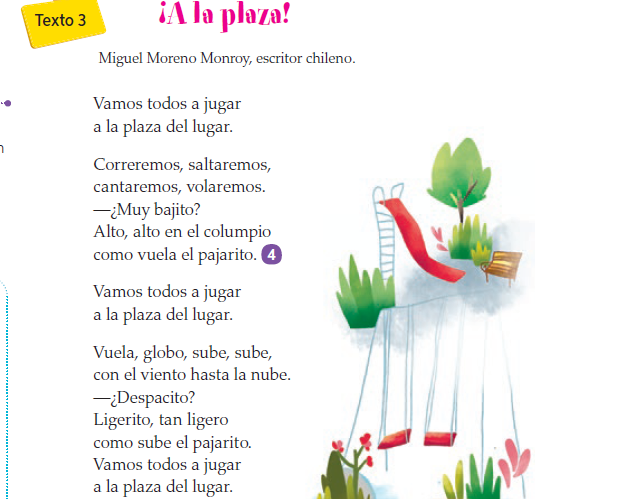 Texto 3
¡A la plaza!
Miguel Moreno Monroy, escritor chileno.
Vamos todos a jugar
a la plaza del lugar.
Correremos, saltaremos,
cantaremos, volaremos.
—¿Muy bajito?
Alto, alto en el columpio
como vuela el pajarito. 4
Vamos todos a jugar
a la plaza del lugar.
Vuela, globo, sube, sube,
con el viento hasta la nube.
—¿Despacito?
Ligerito, tan ligero
como sube el pajarito.
Vamos todos a jugar
a la plaza del lugar.